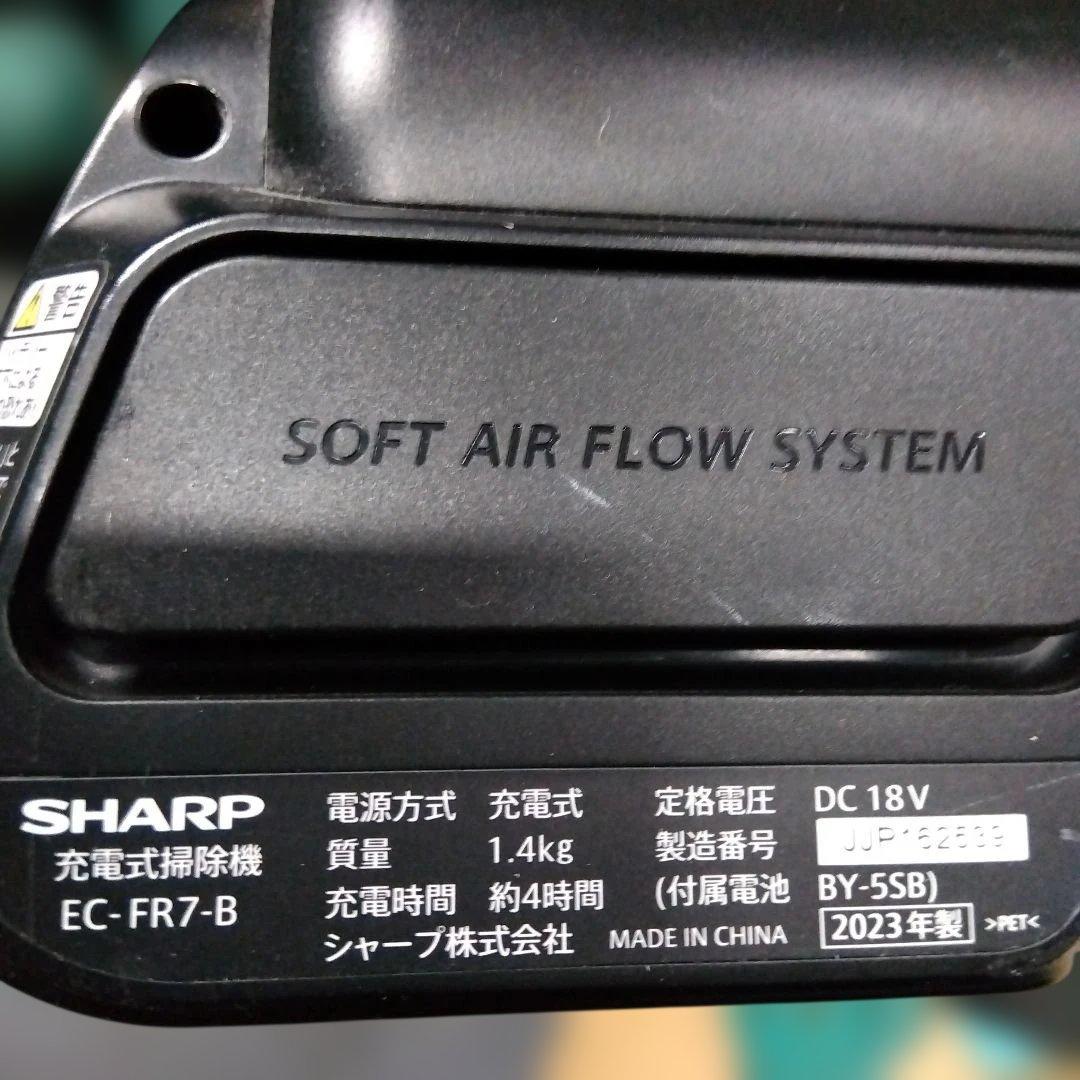 SOFT AIR FLOW SYSTEM
SHARP
充電式掃除機
EC-FR7-B
電源方式 充電式 定格電圧 DC 18V
質量 1.4kg 製造番号 JJP162639
充電時間 約4時間 (付属電池 BY-5SB)
シャープ株式会社 MADE IN CHINA 2023年製 >PET<